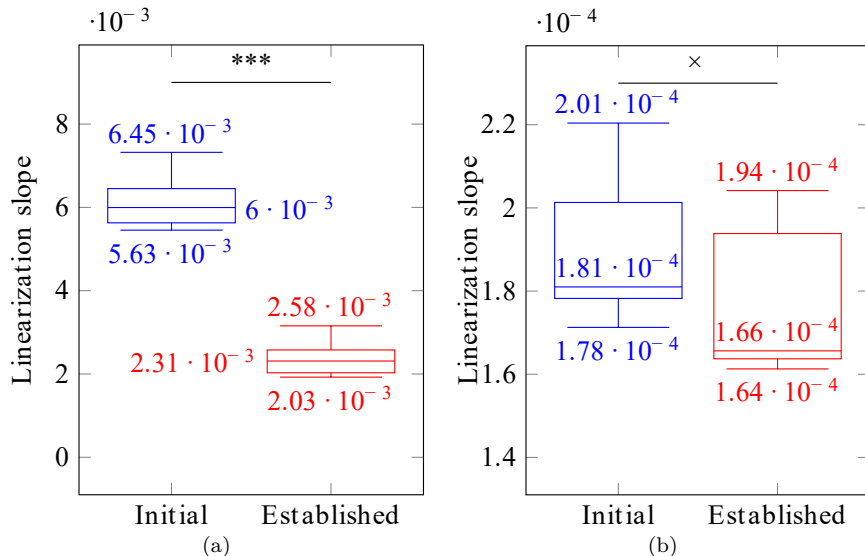 ·10⁻³
***
8
6.45 · 10⁻³
6
6 · 10⁻³
5.63 · 10⁻³
4
2.58 · 10⁻³
2.31 · 10⁻³
2
2.03 · 10⁻³
0
Linearization slope
Initial Established
(a)
·10⁻⁴
×
2.01 · 10⁻⁴
2.2
1.94 · 10⁻⁴
2
1.81 · 10⁻⁴
1.8
1.66 · 10⁻⁴
1.78 · 10⁻⁴
1.6
1.64 · 10⁻⁴
1.4
Linearization slope
Initial Established
(b)